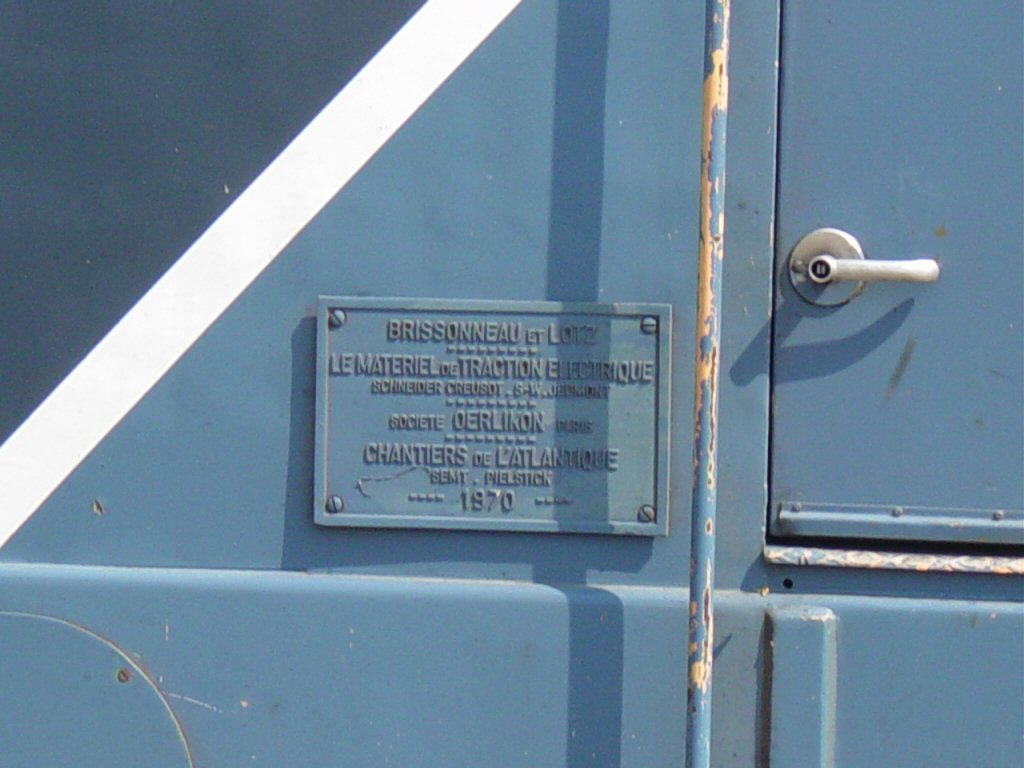 BRISSONNEAU ET LOTZ
LE MATERIEL DE TRACTION ELECTRIQUE
SCHNEIDER CREUSOT . S-W . JEUMONT
SOCIETE OERLIKON PARIS
CHANTIERS DE L'ATLANTIQUE
SEMT . PIELSTICK
---- 1970 ----